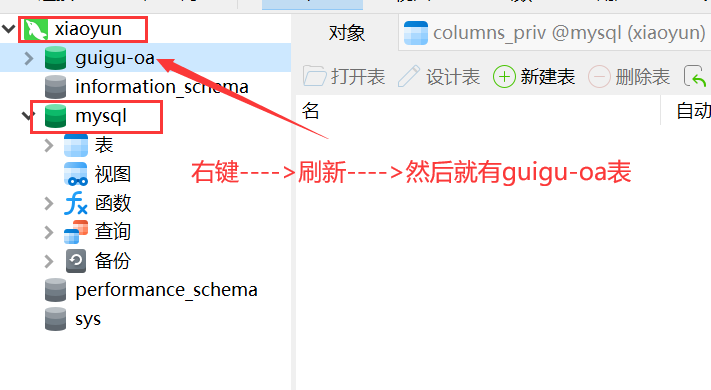 xiaoyun
guigu-oa
information_schema
mysql
表
视图
函数
查询
备份
performance_schema
sys
对象
columns_priv @mysql (xiaoyun)
打开表 设计表 新建表 删除表
名 自动
右键---->刷新---->然后就有guigu-oa表